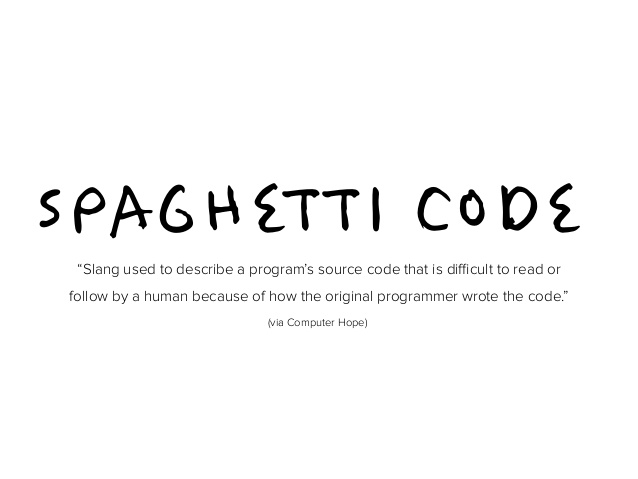 SPAGHETTI CODE
“Slang used to describe a program’s source code that is difficult to read or
follow by a human because of how the original programmer wrote the code.”
(via Computer Hope)